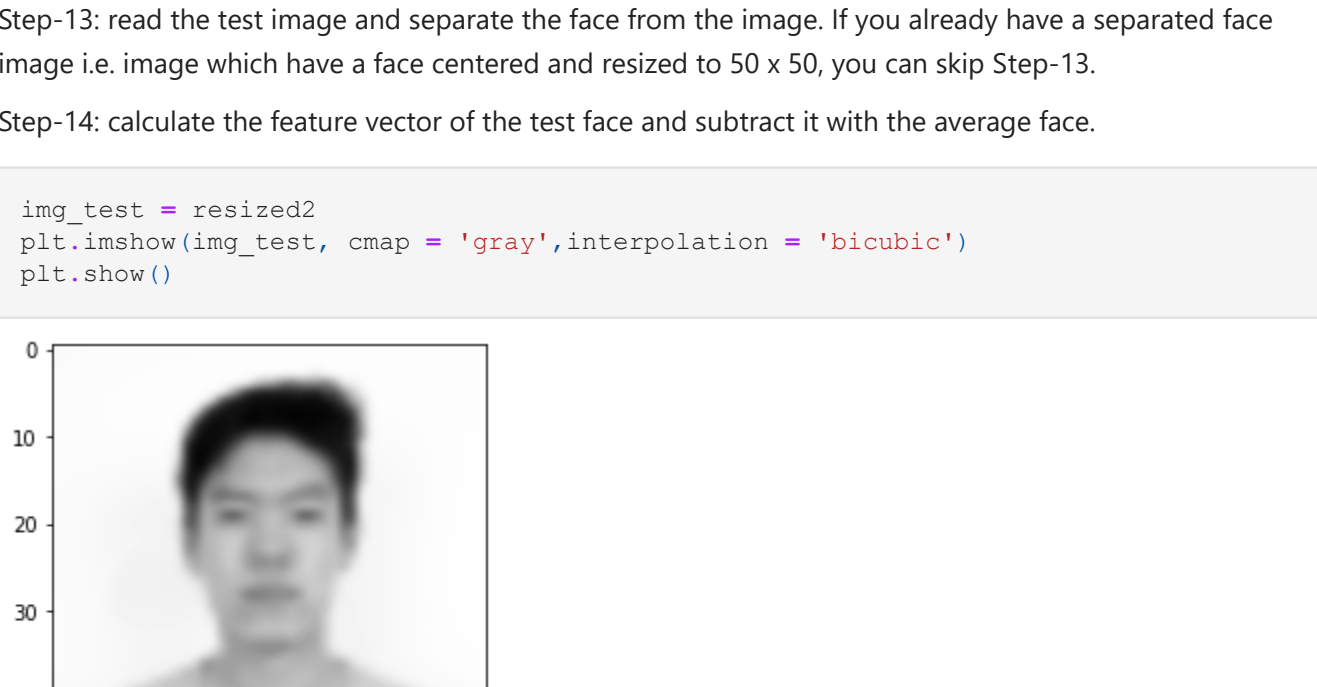 Step-13: read the test image and separate the face from the image. If you already have a separated face
image i.e. image which have a face centered and resized to 50 x 50, you can skip Step-13.
Step-14: calculate the feature vector of the test face and subtract it with the average face.
img_test = resized2
plt.imshow(img_test, cmap = 'gray',interpolation = 'bicubic')
plt.show()
0
10
20
30